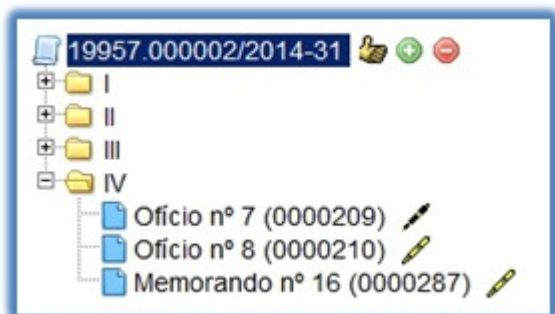 19957.000002/2014-31
I
II
III
IV
Ofício nº 7 (0000209)
Ofício nº 8 (0000210)
Memorando nº 16 (0000287)